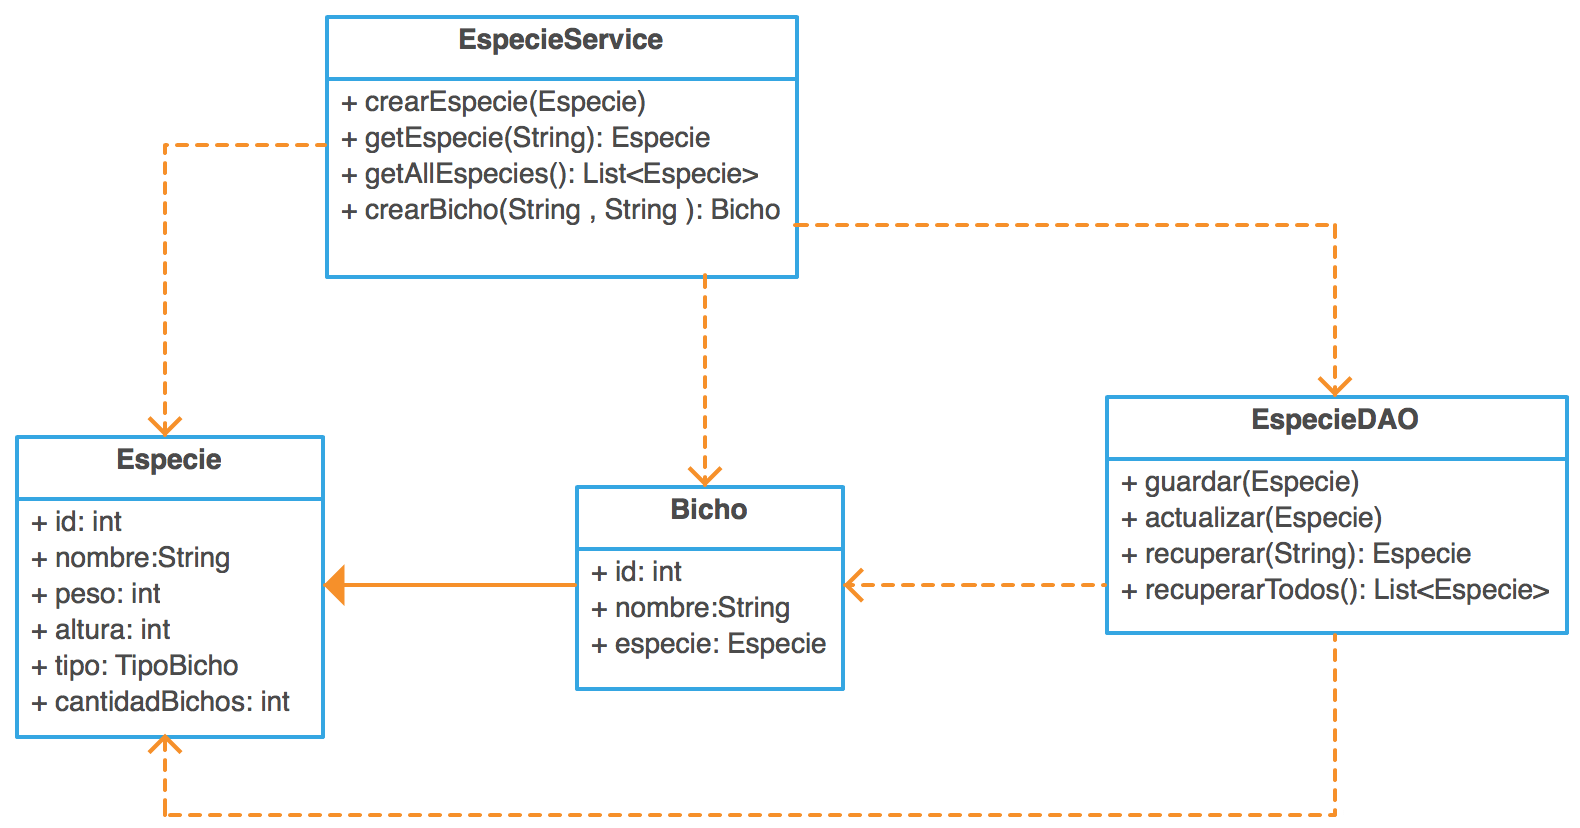 EspecieService
+ crearEspecie(Especie)
+ getEspecie(String): Especie
+ getAllEspecies(): List<Especie>
+ crearBicho(String , String ): Bicho
Especie
+ id: int
+ nombre:String
+ peso: int
+ altura: int
+ tipo: TipoBicho
+ cantidadBichos: int
Bicho
+ id: int
+ nombre:String
+ especie: Especie
EspecieDAO
+ guardar(Especie)
+ actualizar(Especie)
+ recuperar(String): Especie
+ recuperarTodos(): List<Especie>